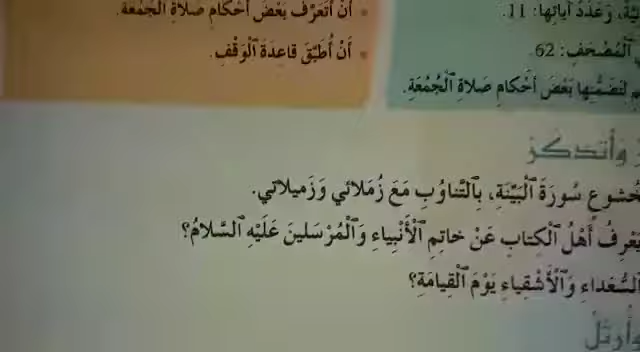 وَعَدَدُ آيَاتِهَا: 11.
أَنْ أَتَعَرَّفَ بَعْضَ أَحْكَامِ صَلَاةِ الْجُمُعَةِ.
الْمُصْحَفِ: 62
أَنْ أُطَبِّقَ قَاعِدَةَ الْوَقْفِ.
لِتَضَمُّنِهَا بَعْضَ أَحْكَامِ صَلَاةِ الْجُمُعَةِ.
وَأَتَذَكَّرُ
سُورَةَ الْبَيِّنَةِ، بِالتَّنَاوُبِ مَعَ زُمَلَائِي وَزَمِيلَاتِي.
يَعْرِفُ أَهْلُ الْكِتَابِ عَنْ خَاتِمِ الْأَنْبِيَاءِ وَالْمُرْسَلِينَ عَلَيْهِ السَّلَامُ؟
السُّعَدَاءِ وَالْأَشْقِيَاءِ يَوْمَ الْقِيَامَةِ؟
وَأُرَتِّلُ